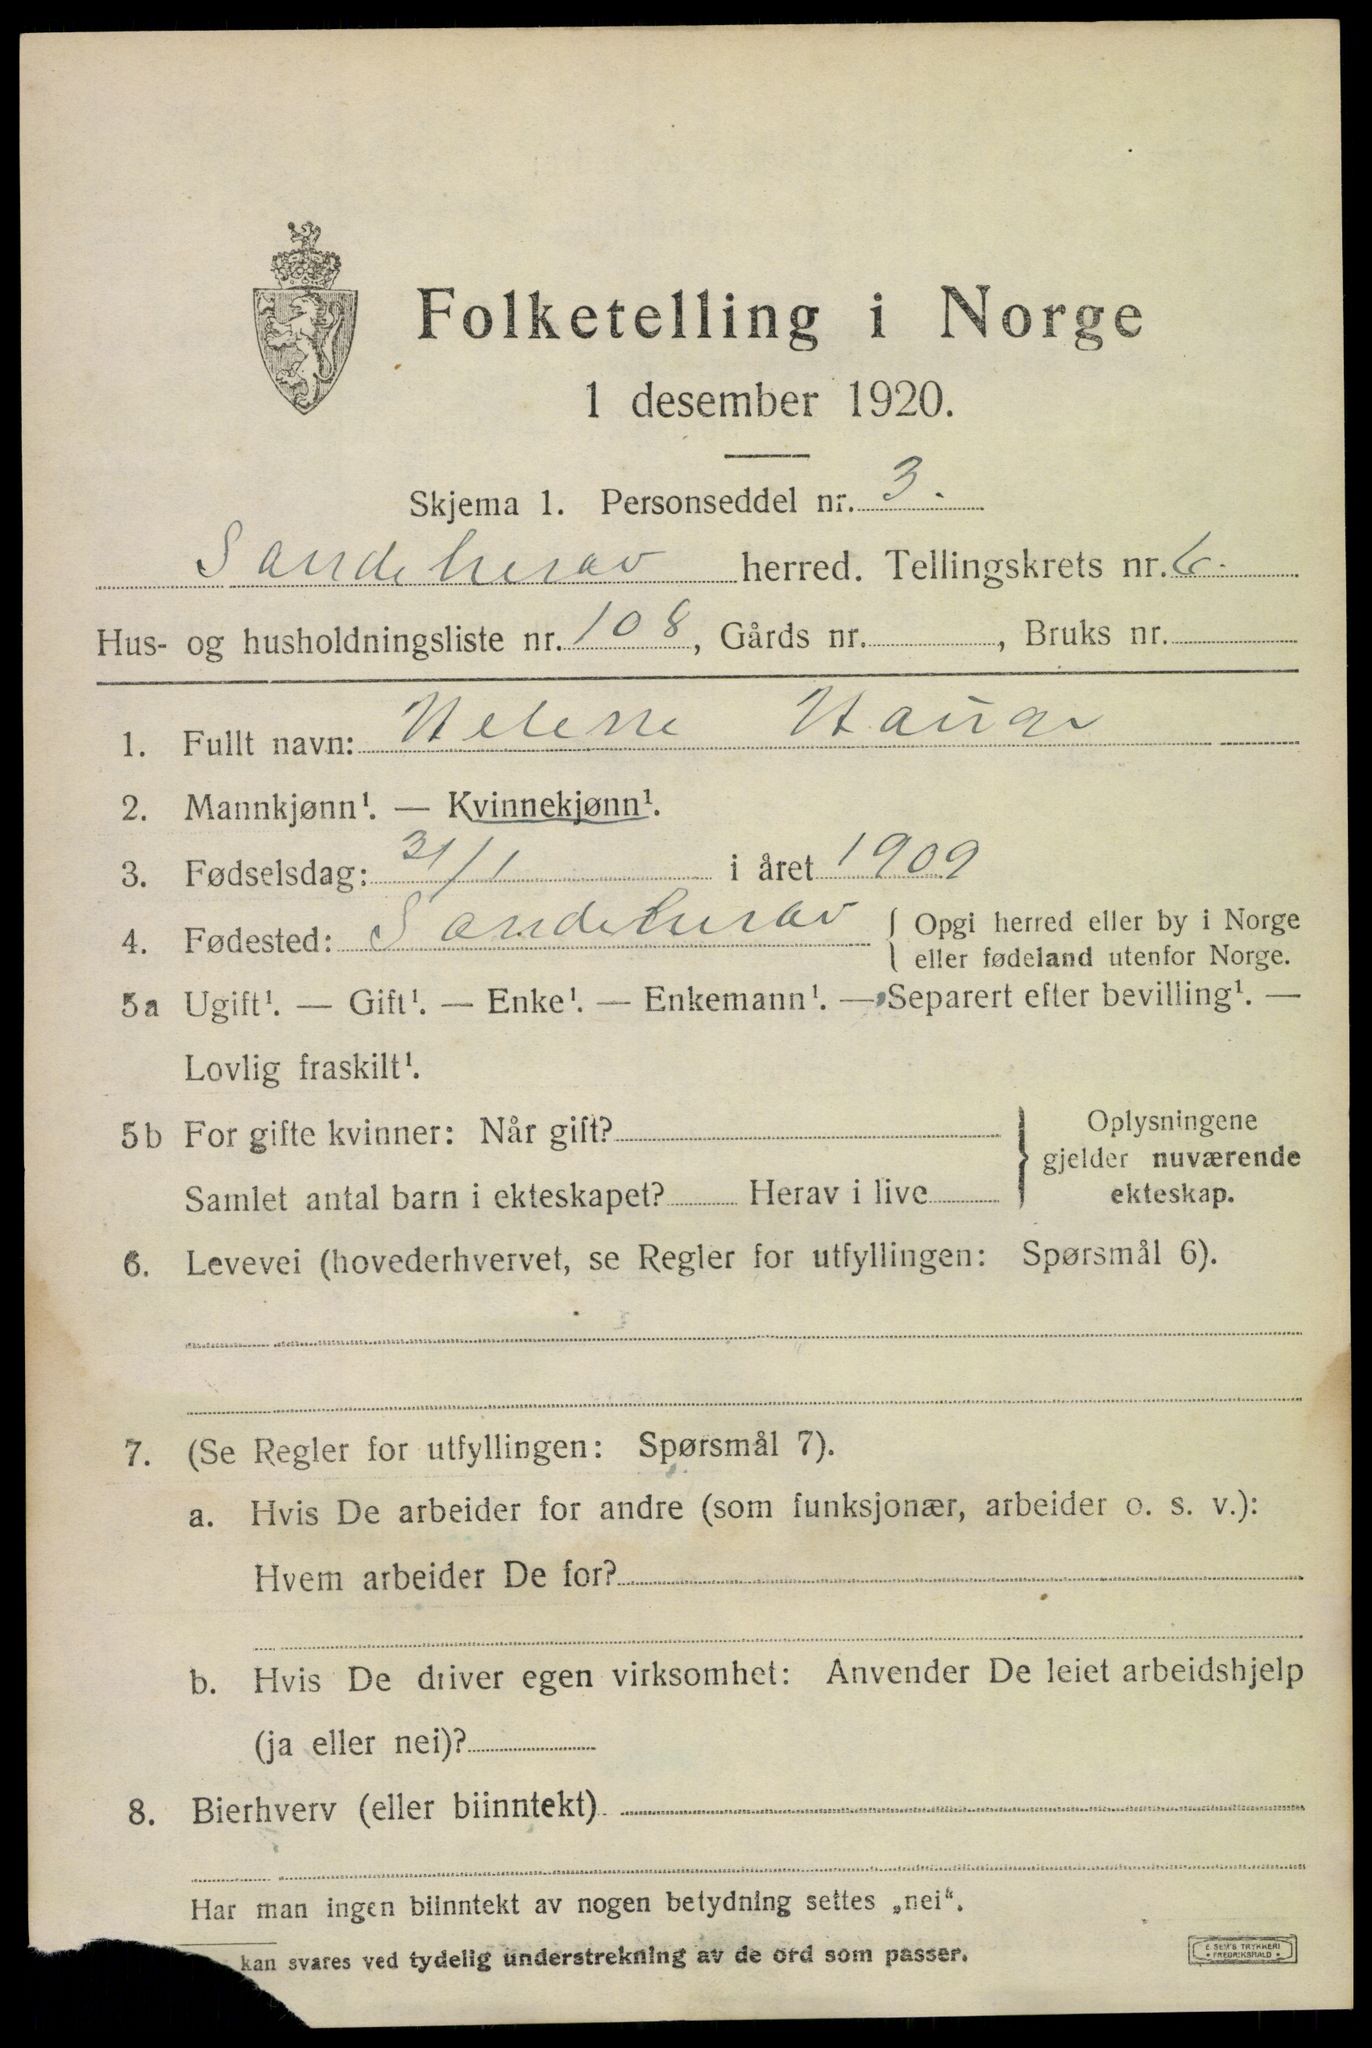 Folketelling i Norge
1 desember 1920.
Skjema 1. Personseddel nr. 3.
Sandeherav herred. Tellingskrets nr. 6.
Hus- og husholdningsliste nr. 108, Gårds nr. , Bruks nr.
1. Fullt navn: Helene Hauge
2. Mannkjønn¹. — Kvinnekjønn¹.
3. Fødselsdag: 31/1 i året 1909
4. Fødested: Sandeherav { Opgi herred eller by i Norge
eller fødeland utenfor Norge.
5a Ugift¹. — Gift¹. — Enke¹. — Enkemann¹. — Separert efter bevilling¹. —
Lovlig fraskilt¹.
5b For gifte kvinner: Når gift?
Samlet antal barn i ekteskapet? Herav i live
} Oplysningene
gjelder nuværende
ekteskap.
6. Levevei (hovederhvervet, se Regler for utfyllingen: Spørsmål 6).
7. (Se Regler for utfyllingen: Spørsmål 7).
a. Hvis De arbeider for andre (som funksjonær, arbeider o. s. v.):
Hvem arbeider De for?
b. Hvis De driver egen virksomhet: Anvender De leiet arbeidshjelp
(ja eller nei)?
8. Bierhverv (eller biinntekt)
Har man ingen biinntekt av nogen betydning settes „nei“.
kan svares ved tydelig understrekning av de ord som passer.
E. SEM'S TRYKKERI
FREDRIKSHALD